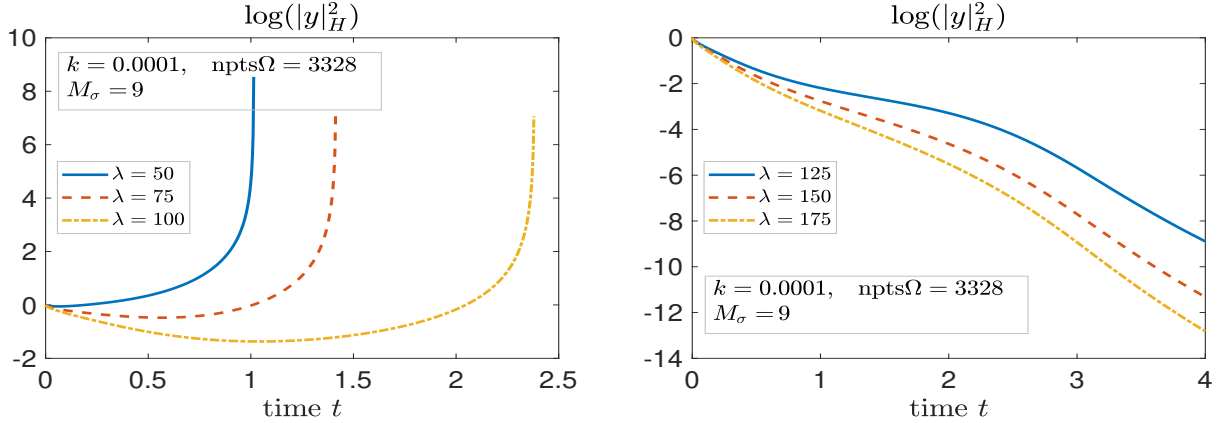 log(|y|²_H)
10
8
6
4
2
0
-2
k = 0.0001, nptsΩ = 3328
M_σ = 9
λ = 50
λ = 75
λ = 100
0 0.5 1 1.5 2 2.5
time t
log(|y|²_H)
0
-2
-4
-6
-8
-10
-12
-14
λ = 125
λ = 150
λ = 175
k = 0.0001, nptsΩ = 3328
M_σ = 9
0 1 2 3 4
time t